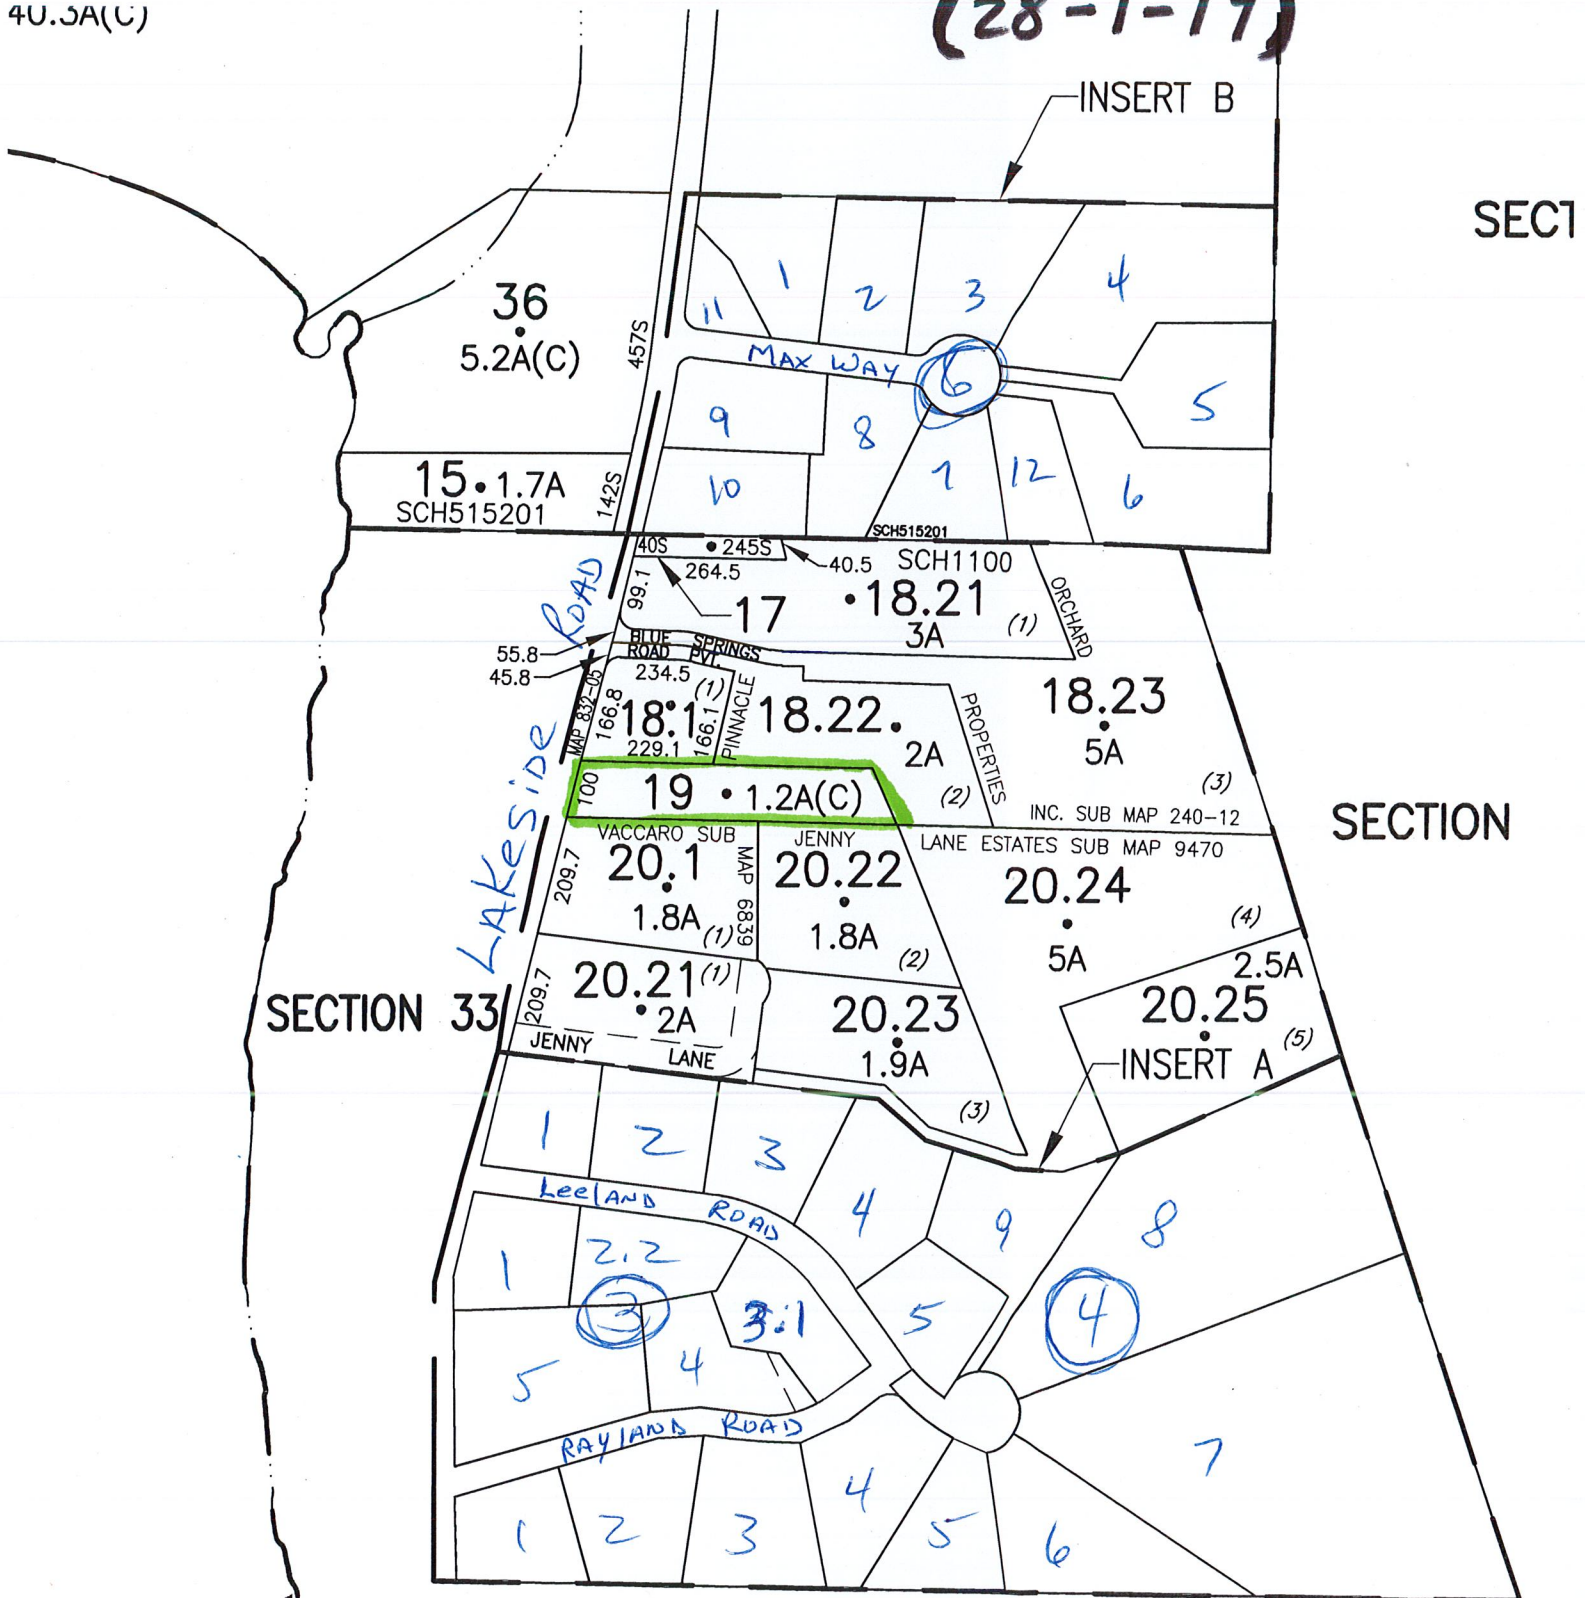 40.3A(C)
(28-1-17)
INSERT B
SECT
36
5.2A(C)
457S
1
2
3
4
11
MAX WAY
6
5
9
8
10
7
12
6
15 1.7A
SCH515201
142S
SCH515201
40S 245S
40.5
SCH1100
264.5
99.1
17
18.21
3A
(1)
ORCHARD
ROAD
BLUE SPRINGS
ROAD PVT.
55.8
45.8
234.5
MAP 832-05
166.8
18.1
(1)
166.1
229.1
PINNACLE
18.22
2A
(2)
PROPERTIES
18.23
5A
(3)
INC. SUB MAP 240-12
100
19 1.2A(C)
SECTION
LAKESIDE
VACCARO SUB
JENNY
LANE ESTATES SUB MAP 9470
209.7
20.1
1.8A
(1)
MAP 6839
20.22
1.8A
(2)
20.24
5A
(4)
2.5A
20.25
(5)
SECTION 33
209.7
20.21
(1)
2A
JENNY LANE
20.23
1.9A
(3)
INSERT A
1
2
3
4
9
8
LeeLAND ROAD
1
2.2
3
3.1
5
4
5
4
RAYLAND ROAD
7
1
2
3
4
5
6